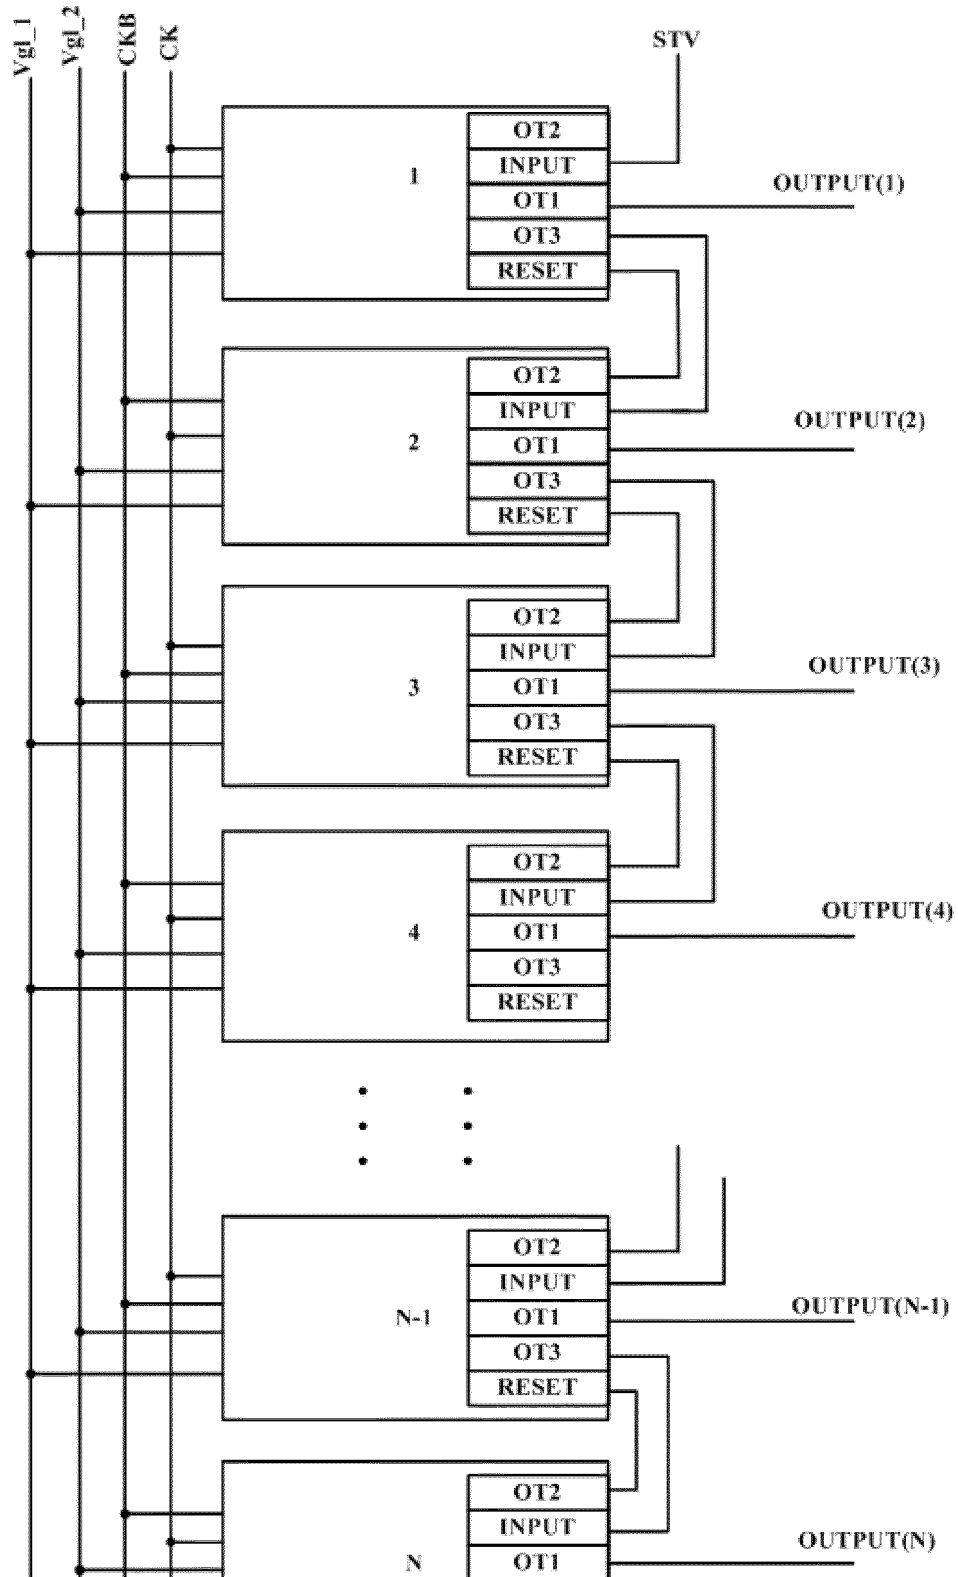 Vgl_1
Vgl_2
CKB
CK
STV
1
OT2
INPUT
OT1
OT3
RESET
OUTPUT(1)
2
OT2
INPUT
OT1
OT3
RESET
OUTPUT(2)
3
OT2
INPUT
OT1
OT3
RESET
OUTPUT(3)
4
OT2
INPUT
OT1
OT3
RESET
OUTPUT(4)
N-1
OT2
INPUT
OT1
OT3
RESET
OUTPUT(N-1)
N
OT2
INPUT
OT1
OUTPUT(N)